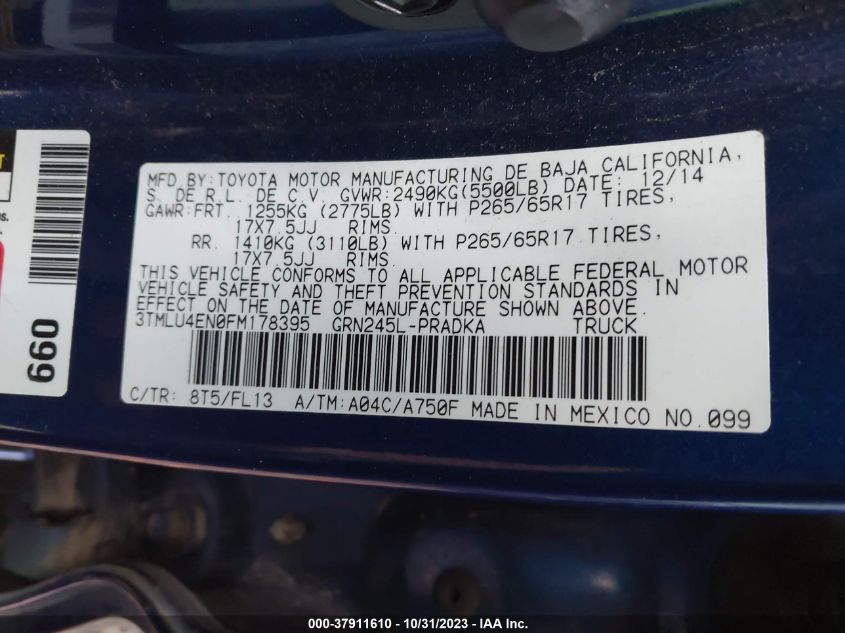 MFD BY:TOYOTA MOTOR MANUFACTURING DE BAJA CALIFORNIA,
S. DE R.L. DE C.V. GVWR:2490KG(5500LB) DATE: 12/14
GAWR:FRT. 1255KG (2775LB) WITH P265/65R17 TIRES,
17X7.5JJ RIMS.
RR. 1410KG (3110LB) WITH P265/65R17 TIRES,
17X7.5JJ RIMS.
THIS VEHICLE CONFORMS TO ALL APPLICABLE FEDERAL MOTOR
VEHICLE SAFETY AND THEFT PREVENTION STANDARDS IN
EFFECT ON THE DATE OF MANUFACTURE SHOWN ABOVE.
3TMLU4EN0FM178395 GRN245L-PRADKA TRUCK
C/TR: 8T5/FL13 A/TM:A04C/A750F MADE IN MEXICO NO.099
099
000-37911610 - 10/31/2023 - IAA Inc.